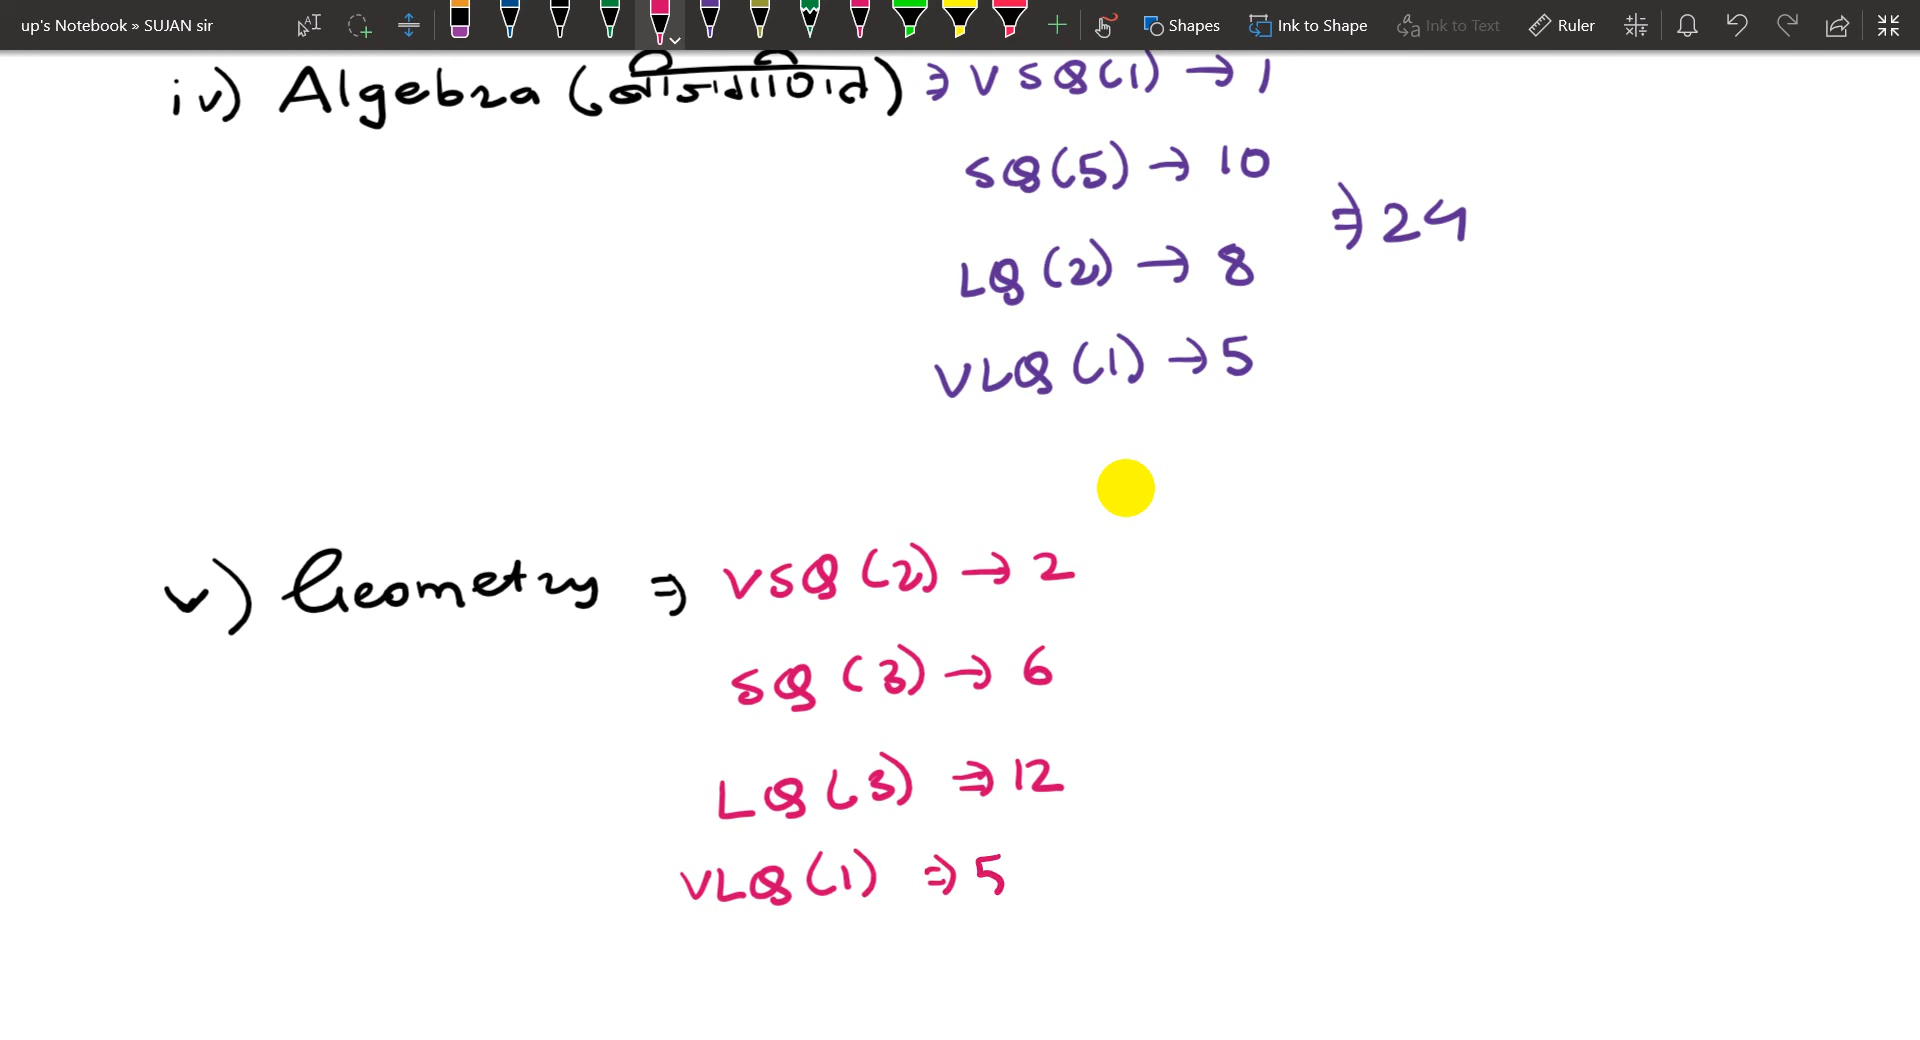 up's Notebook » SUJAN sir Shapes Ink to Shape Ink to Text Ruler
iv) Algebra (बीजगणित) ⇒ VSQ(1) → 1
SQ(5) → 10
⇒ 24
LQ (2) → 8
VLQ (1) → 5
v) Geometry ⇒ VSQ (2) → 2
SQ (3) → 6
LQ (3) ⇒ 12
VLQ (1) ⇒ 5